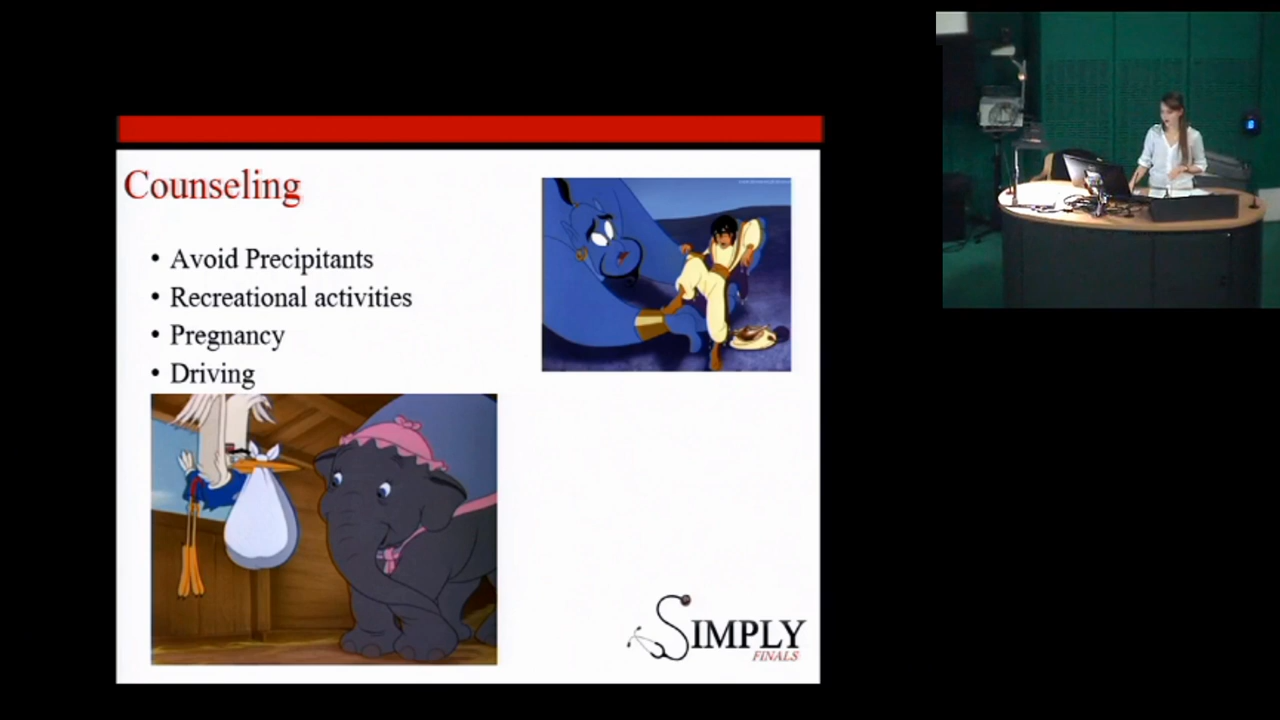 Counseling
• Avoid Precipitants
• Recreational activities
• Pregnancy
• Driving
SIMPLY
FINALS